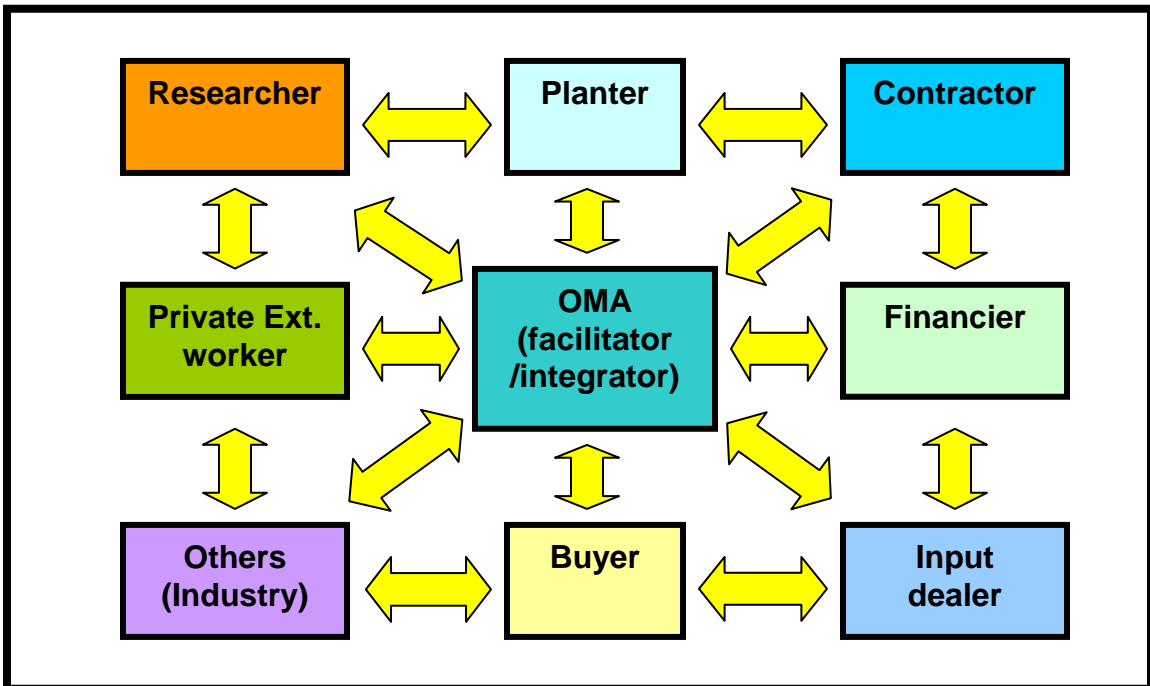 Researcher
Planter
Contractor
Private Ext.
worker
OMA
(facilitator
/integrator)
Financier
Others
(Industry)
Buyer
Input
dealer